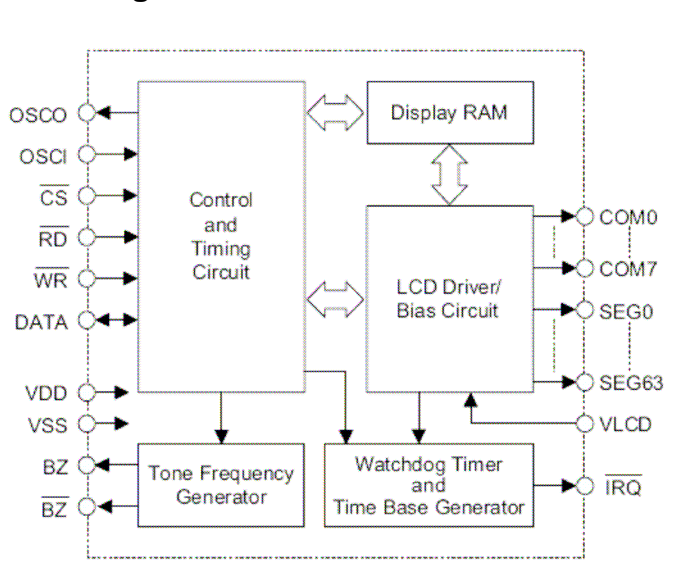 OSCO
OSCI
CS
RD
WR
DATA
VDD
VSS
BZ
BZ
Control
and
Timing
Circuit
Display RAM
LCD Driver/
Bias Circuit
Tone Frequency
Generator
Watchdog Timer
and
Time Base Generator
COM0
COM7
SEG0
SEG63
VLCD
IRQ